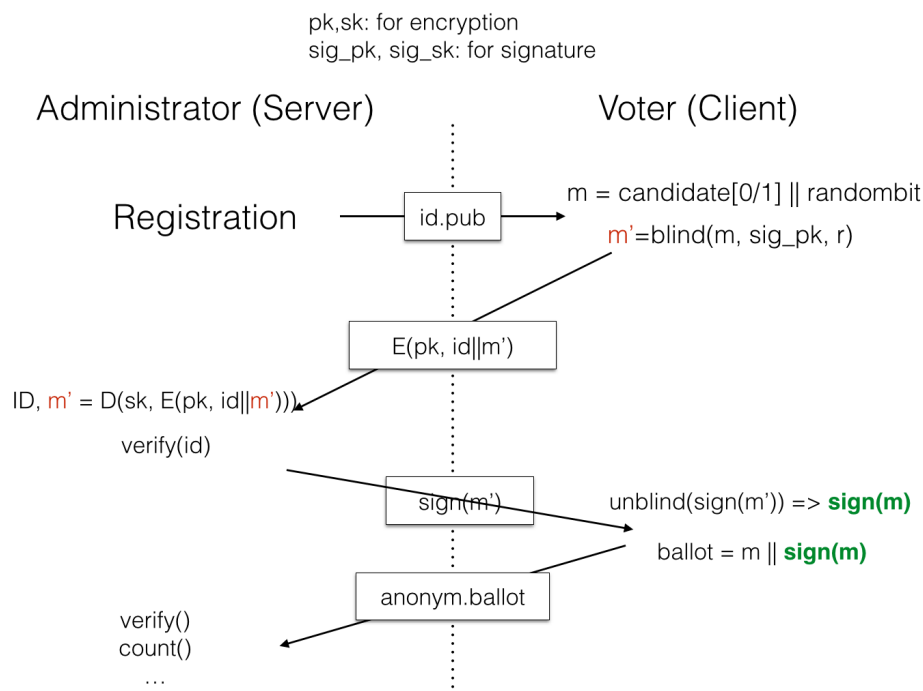 pk,sk: for encryption
sig_pk, sig_sk: for signature
Administrator (Server)
Voter (Client)
Registration
id.pub
m = candidate[0/1] || randombit
m’=blind(m, sig_pk, r)
E(pk, id||m’)
ID, m’ = D(sk, E(pk, id||m’)))
verify(id)
sign(m’)
unblind(sign(m’)) => sign(m)
ballot = m || sign(m)
anonym.ballot
verify()
count()
...